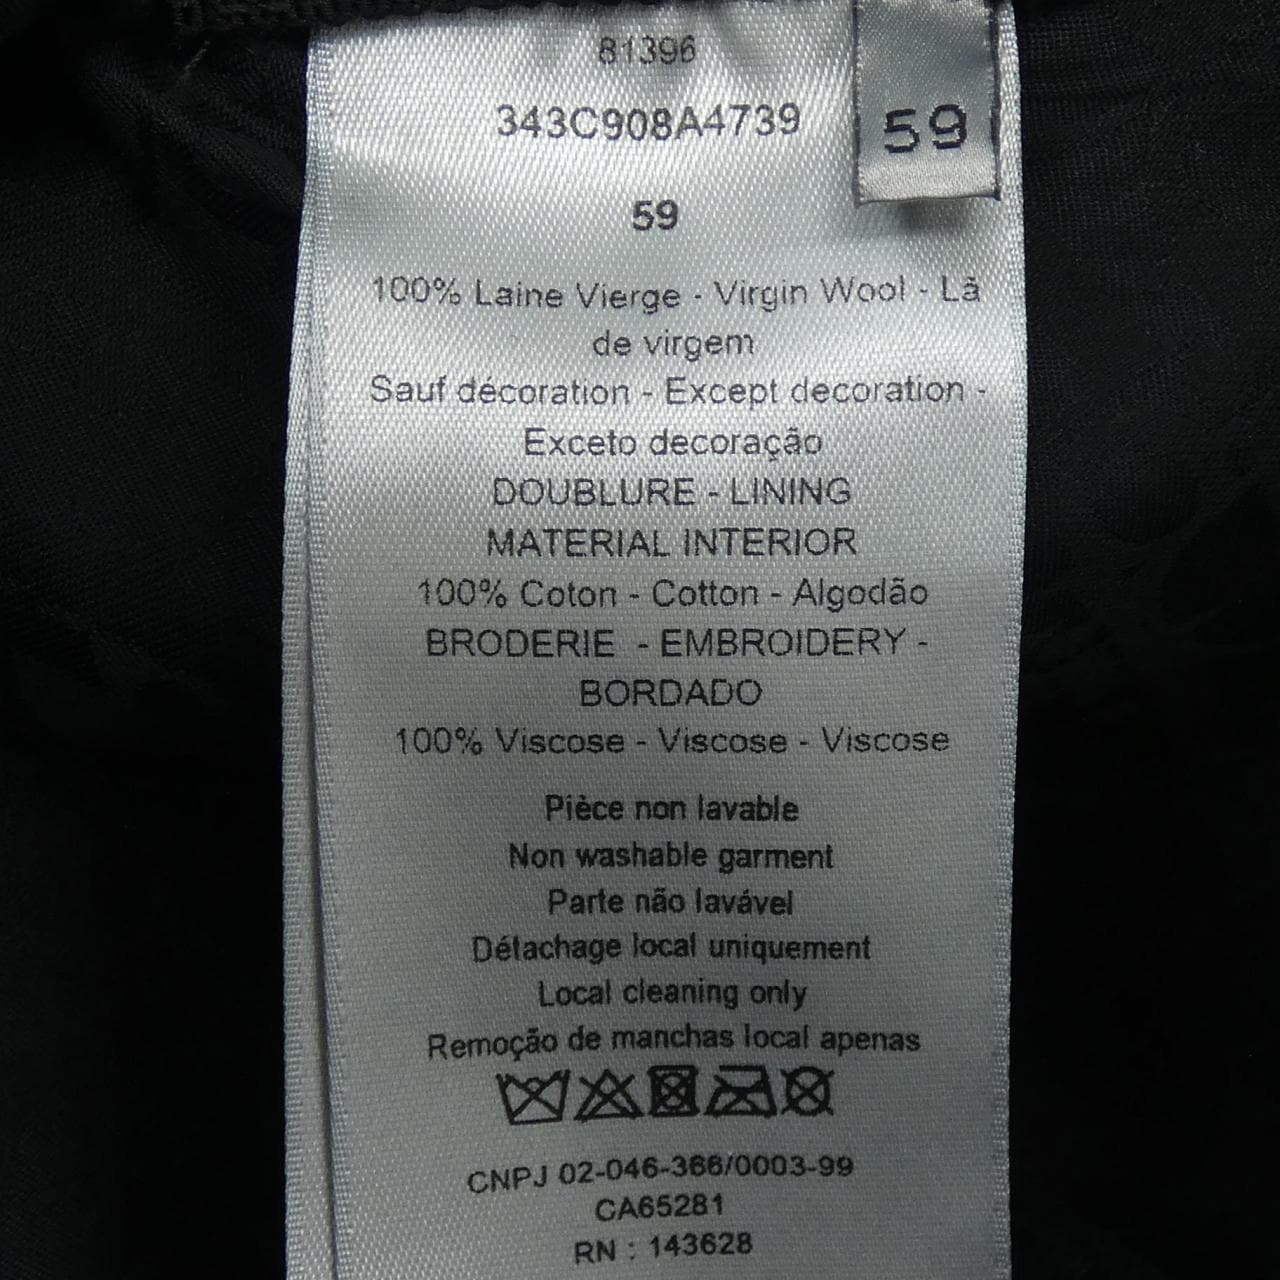 81396
343C908A4739
59
59
100% Laine Vierge - Virgin Wool - Lã
de virgem
Sauf décoration - Except decoration -
Exceto decoração
DOUBLURE - LINING
MATERIAL INTERIOR
100% Coton - Cotton - Algodão
BRODERIE - EMBROIDERY -
BORDADO
100% Viscose - Viscose - Viscose
Pièce non lavable
Non washable garment
Parte não lavável
Détachage local uniquement
Local cleaning only
Remoção de manchas local apenas
CNPJ 02-046-366/0003-99
CA65281
RN : 143628